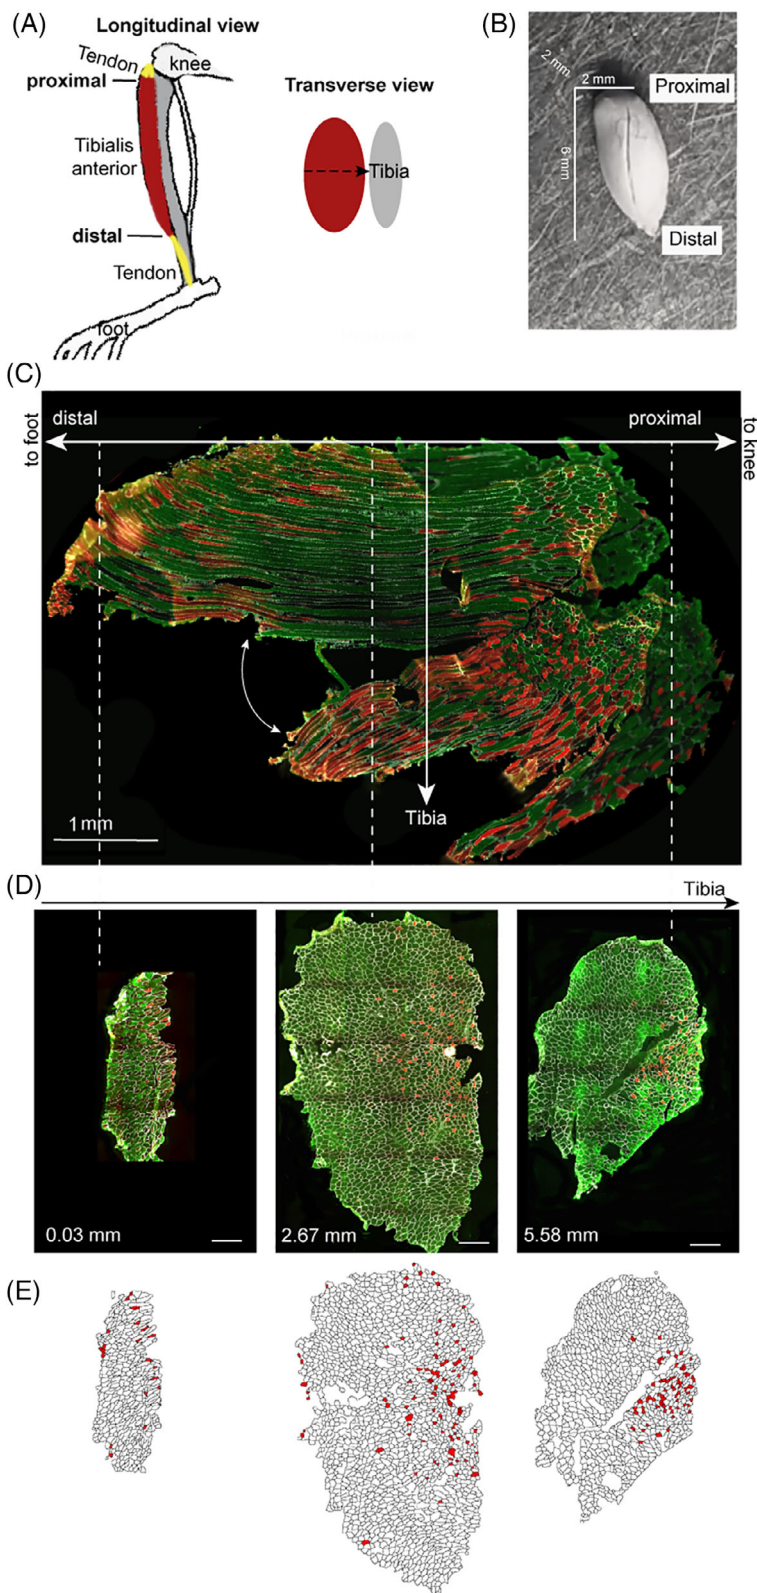 (A)
Longitudinal view
Tendon
knee
proximal
Tibialis
anterior
distal
Tendon
foot
Transverse view
Tibia
(B)
2 mm
2 mm
Proximal
6 mm
Distal
(C)
to foot
distal
proximal
to knee
Tibia
1 mm
(D)
Tibia
0.03 mm
2.67 mm
5.58 mm
(E)